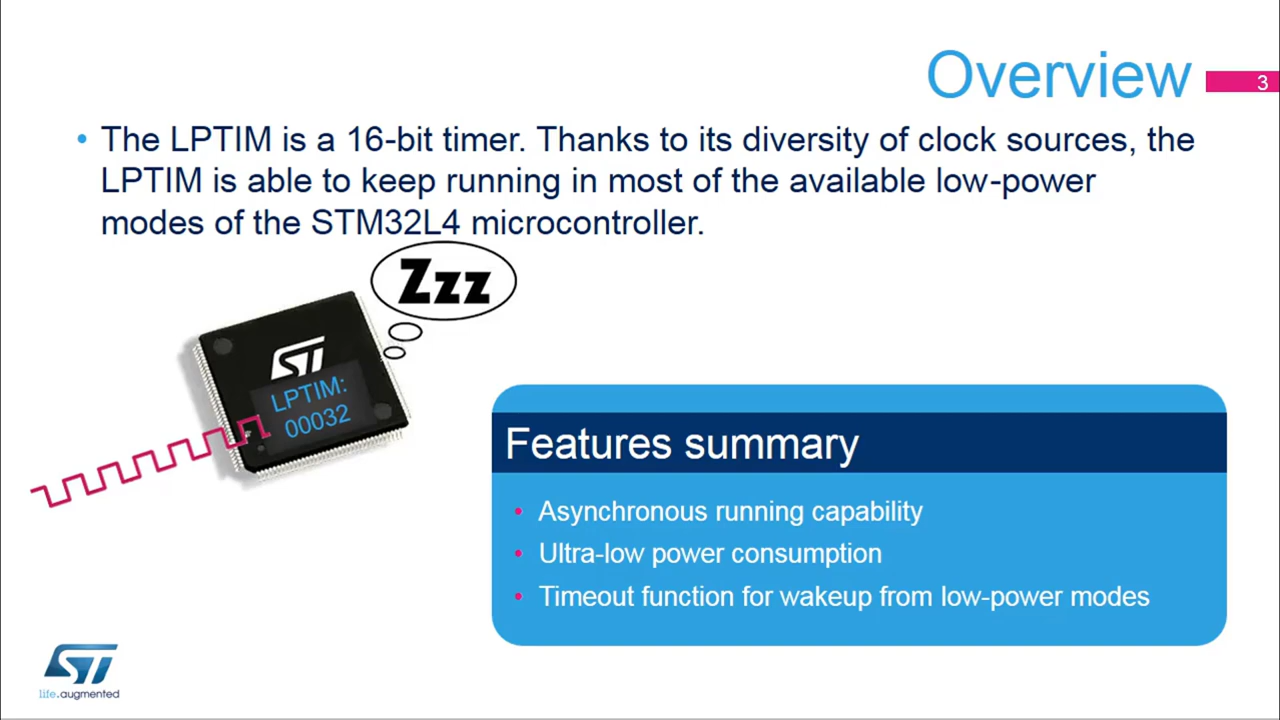 Overview
3
• The LPTIM is a 16-bit timer. Thanks to its diversity of clock sources, the
LPTIM is able to keep running in most of the available low-power
modes of the STM32L4 microcontroller.
Zzz
ST
LPTIM:
00032
Features summary
• Asynchronous running capability
• Ultra-low power consumption
• Timeout function for wakeup from low-power modes
ST
life.augmented